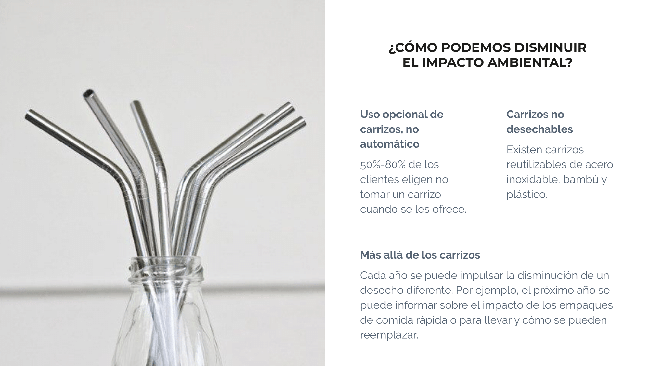 ¿CÓMO PODEMOS DISMINUIR
EL IMPACTO AMBIENTAL?
Uso opcional de
carrizos, no
automático
50%-80% de los
clientes eligen no
tomar un carrizo
cuando se les ofrece.
Carrizos no
desechables
Existen carrizos
reutilizables de acero
inoxidable, bambú y
plástico.
Más allá de los carrizos
Cada año se puede impulsar la disminución de un
desecho diferente. Por ejemplo, el próximo año se
puede informar sobre el impacto de los empaques
de comida rápida o para llevar y cómo se pueden
reemplazar.